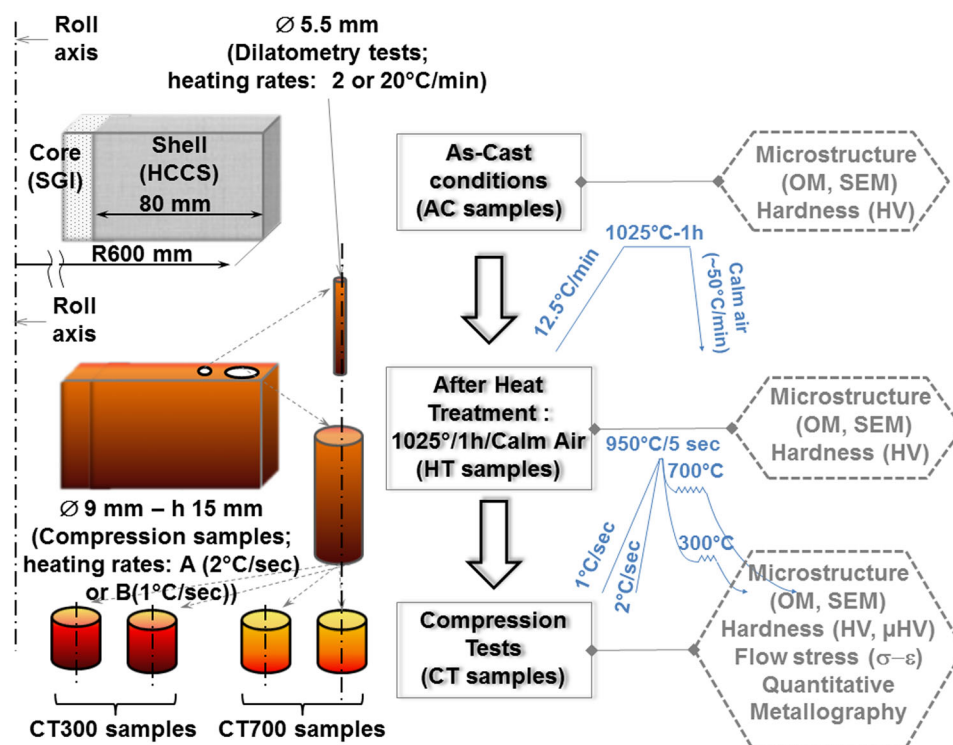 Roll
axis
Ø 5.5 mm
(Dilatometry tests;
heating rates: 2 or 20°C/min)
Core
(SGI)
Shell
(HCCS)
80 mm
R600 mm
Roll
axis
Ø 9 mm – h 15 mm
(Compression samples;
heating rates: A (2°C/sec)
or B(1°C/sec))
CT300 samples
CT700 samples
As-Cast
conditions
(AC samples)
Microstructure
(OM, SEM)
Hardness (HV)
1025°C-1h
12.5°C/min
Calm air
(~50°C/min)
After Heat
Treatment :
1025°/1h/Calm Air
(HT samples)
Microstructure
(OM, SEM)
Hardness (HV)
950°C/5 sec
700°C
300°C
1°C/sec
2°C/sec
Compression
Tests
(CT samples)
Microstructure
(OM, SEM)
Hardness (HV, µHV)
Flow stress (σ–ε)
Quantitative
Metallography